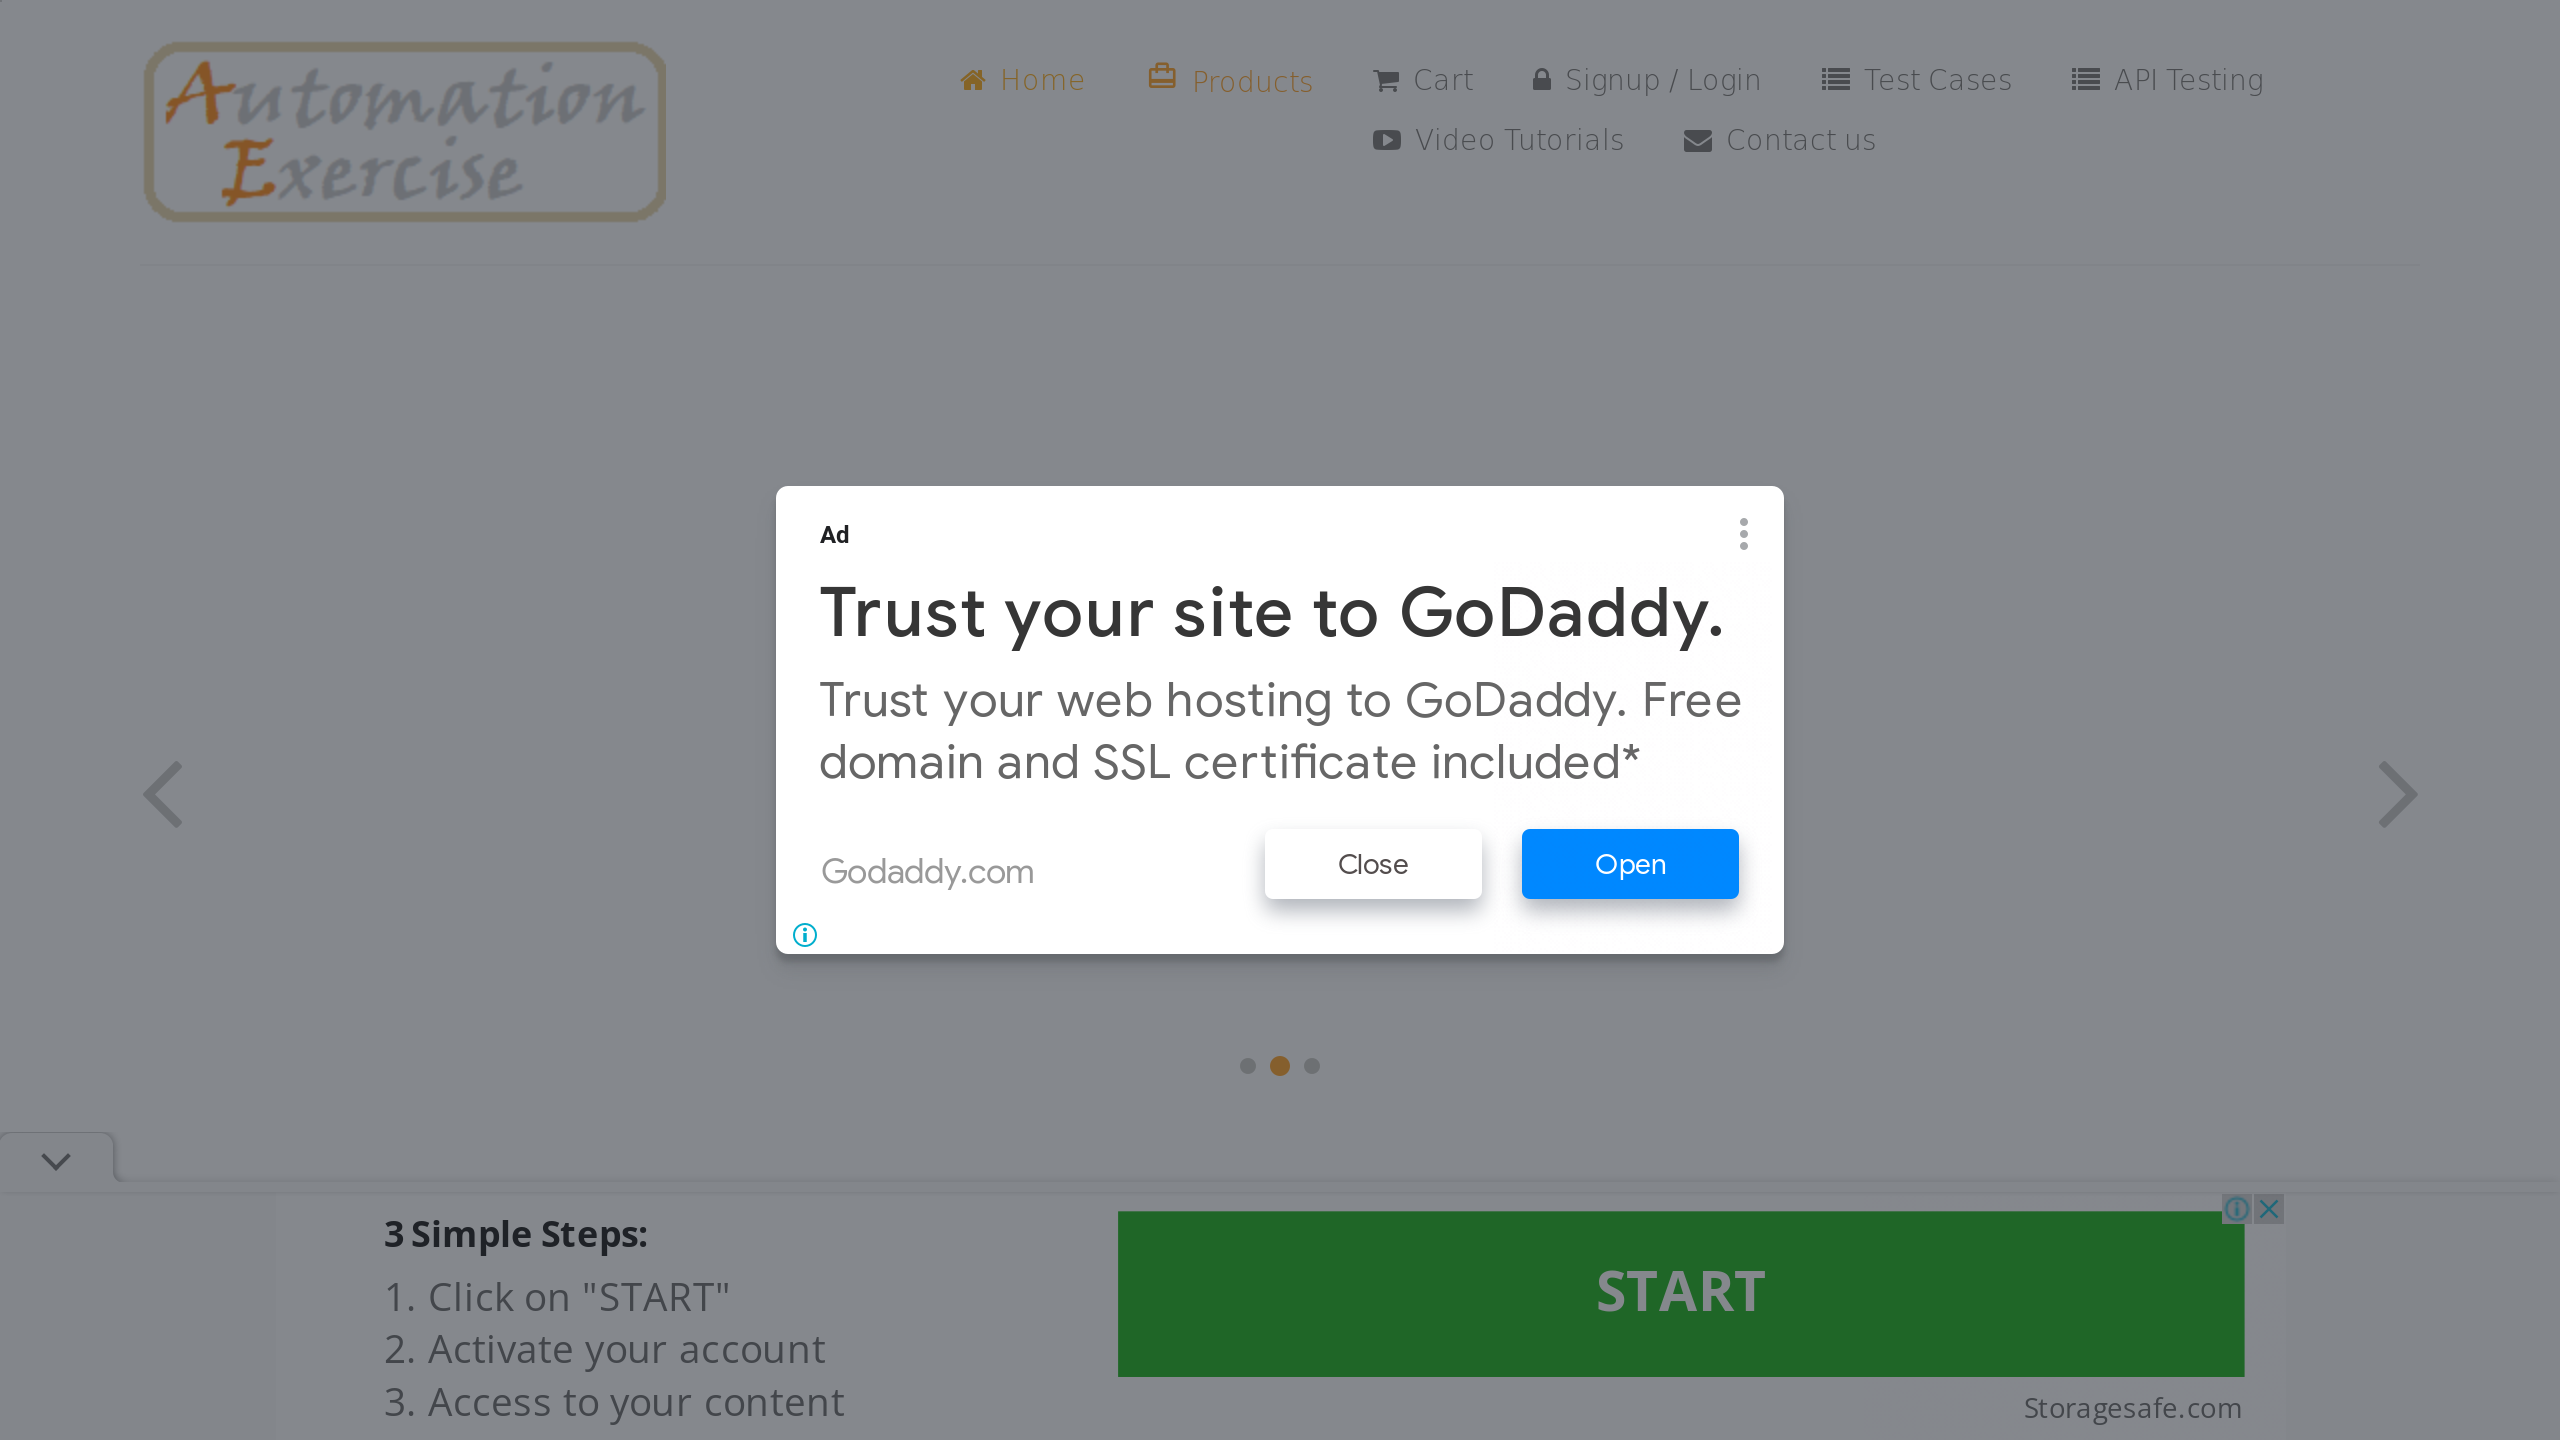 Automation
Exercise
Home
Products
Cart
Signup / Login
Test Cases
API Testing
Video Tutorials
Contact us
Ad
Trust your site to GoDaddy.
Trust your web hosting to GoDaddy. Free
domain and SSL certificate included*
Godaddy.com
Close
Open
3 Simple Steps:
1. Click on "START"
2. Activate your account
3. Access to your content
START
Storagesafe.com